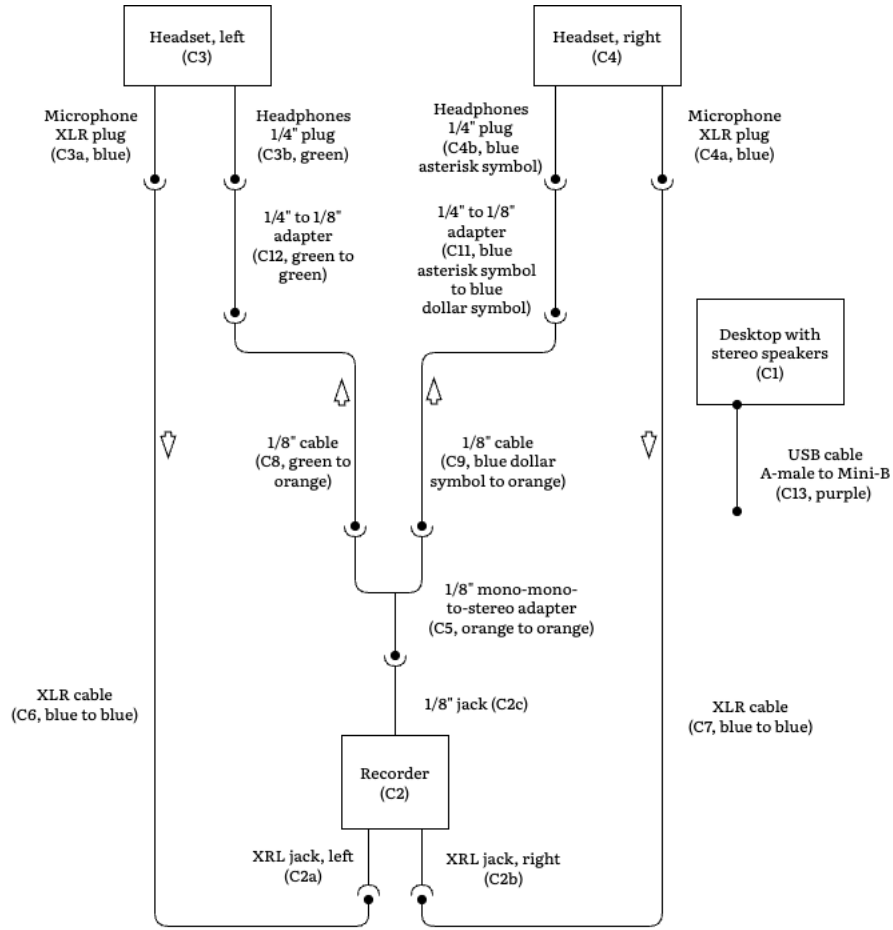 Headset, left
(C3)
Headset, right
(C4)
Microphone
XLR plug
(C3a, blue)
Headphones
1/4" plug
(C3b, green)
Headphones
1/4" plug
(C4b, blue
asterisk symbol)
Microphone
XLR plug
(C4a, blue)
1/4" to 1/8"
adapter
(C12, green to
green)
1/4" to 1/8"
adapter
(C11, blue
asterisk symbol
to blue
dollar symbol)
Desktop with
stereo speakers
(C1)
1/8" cable
(C8, green to
orange)
1/8" cable
(C9, blue dollar
symbol to orange)
USB cable
A-male to Mini-B
(C13, purple)
1/8" mono-mono-
to-stereo adapter
(C5, orange to orange)
XLR cable
(C6, blue to blue)
1/8" jack (C2c)
XLR cable
(C7, blue to blue)
Recorder
(C2)
XRL jack, left
(C2a)
XRL jack, right
(C2b)